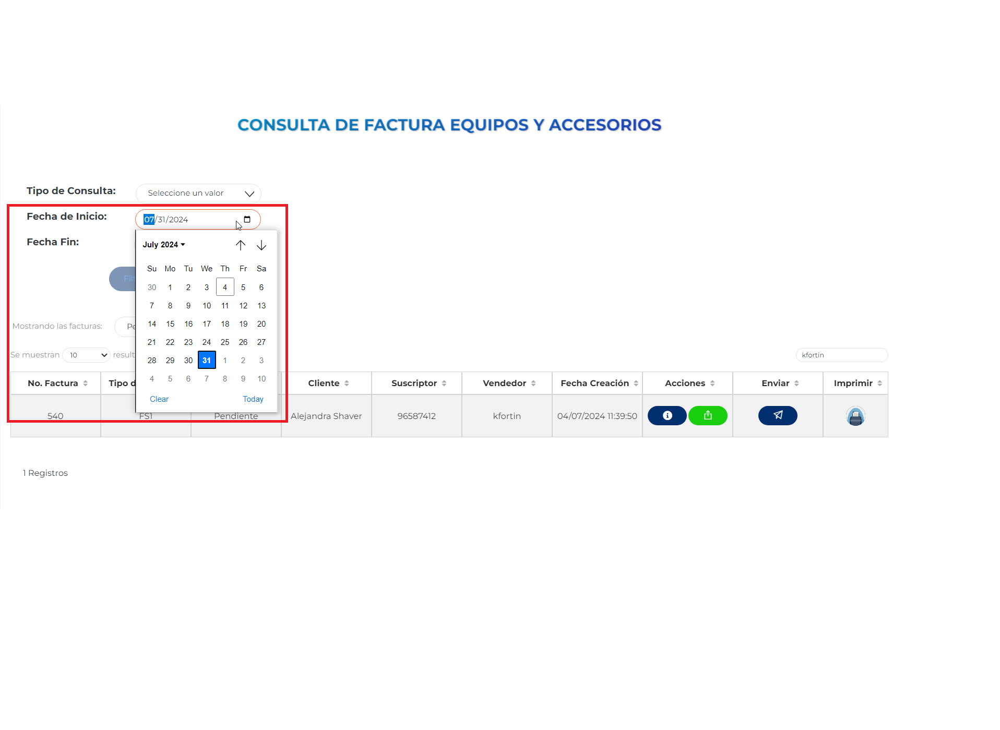 CONSULTA DE FACTURA EQUIPOS Y ACCESORIOS
Tipo de Consulta: Seleccione un valor
Fecha de Inicio: 07/31/2024
Fecha Fin:
July 2024
Su Mo Tu We Th Fr Sa
30 1 2 3 4 5 6
7 8 9 10 11 12 13
14 15 16 17 18 19 20
21 22 23 24 25 26 27
28 29 30 31 1 2 3
4 5 6 7 8 9 10
Clear Today
Mostrando las facturas:
Se muestran 10
kfortin
No. Factura Tipo Cliente Suscriptor Vendedor Fecha Creación Acciones Enviar Imprimir
540 FS1 Pendiente Alejandra Shaver 96587412 kfortin 04/07/2024 11:39:50
1 Registros